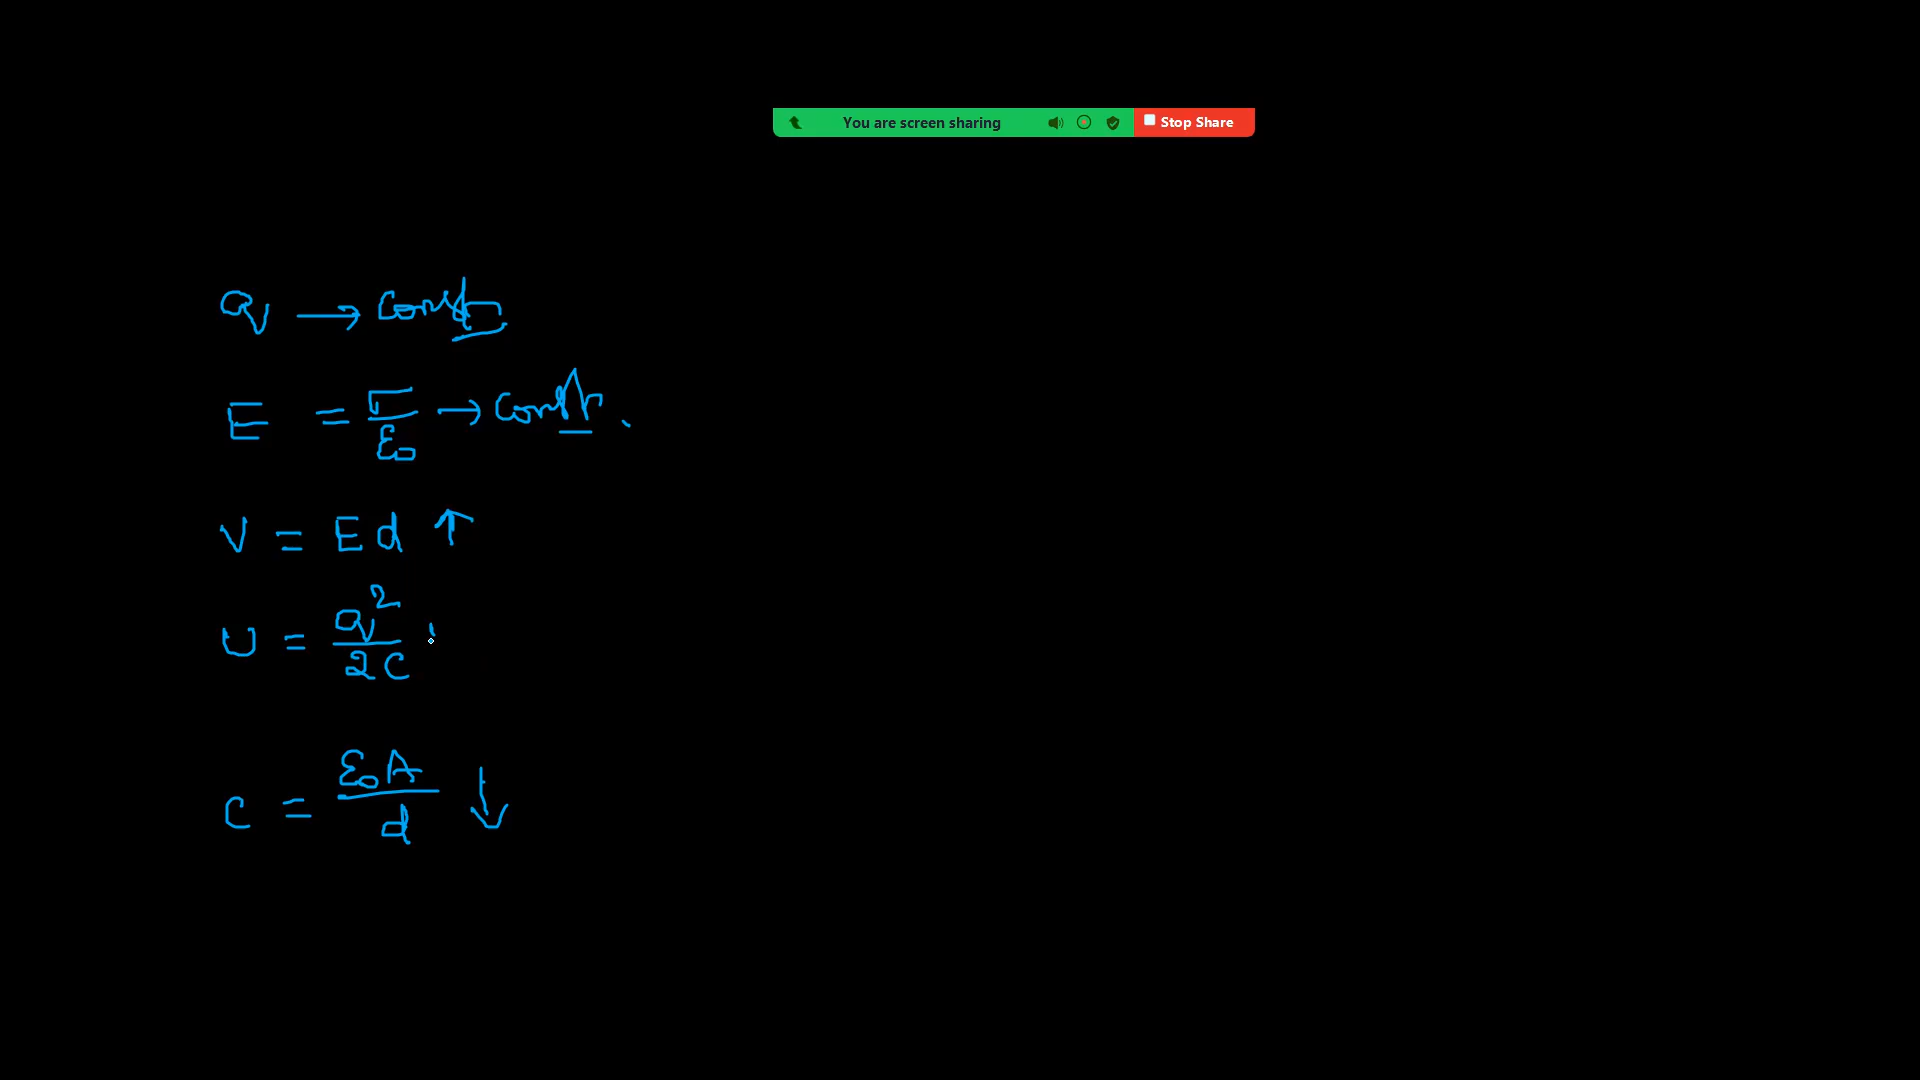 You are screen sharing Stop Share
q → const
E = σ/ε₀ → const.
V = Ed ↑
U = q²/2C
C = ε₀A/d ↓